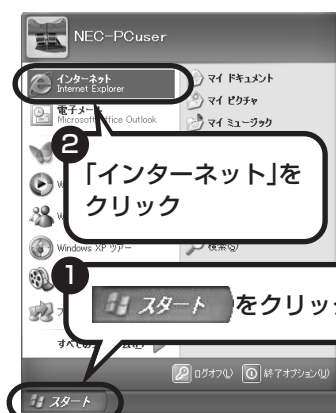 NEC-PCuser
インターネット
Internet Explorer
マイ ドキュメント
電子メール
Microsoft Office Outlook
マイ ピクチャ
マイ ミュージック
2
「インターネット」を
クリック
Windows XP ツアー
検索(S)
1
スタート をクリック
ログオフ(L)
終了オプション(U)
スタート